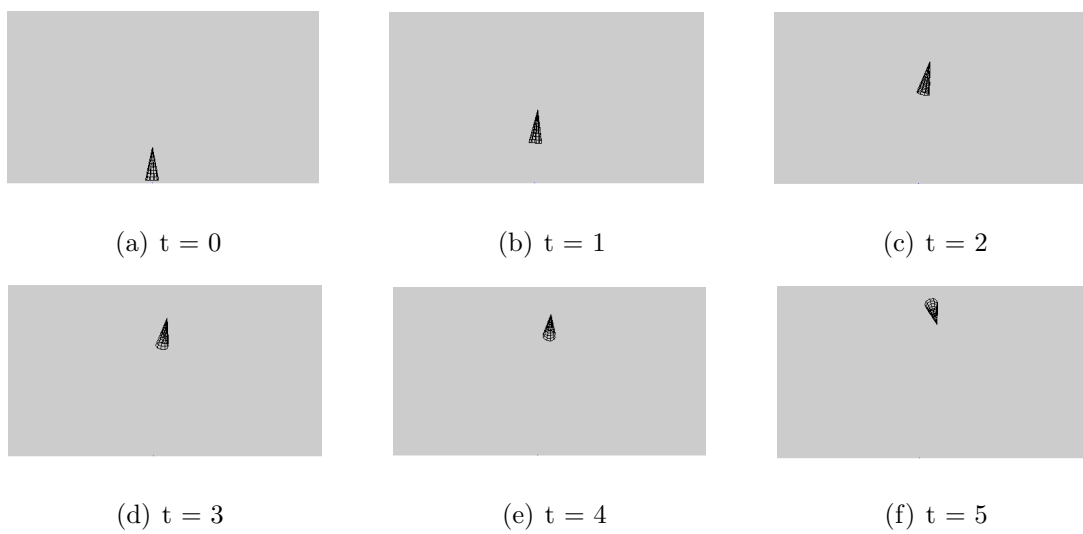 (a) t = 0
(b) t = 1
(c) t = 2
(d) t = 3
(e) t = 4
(f) t = 5